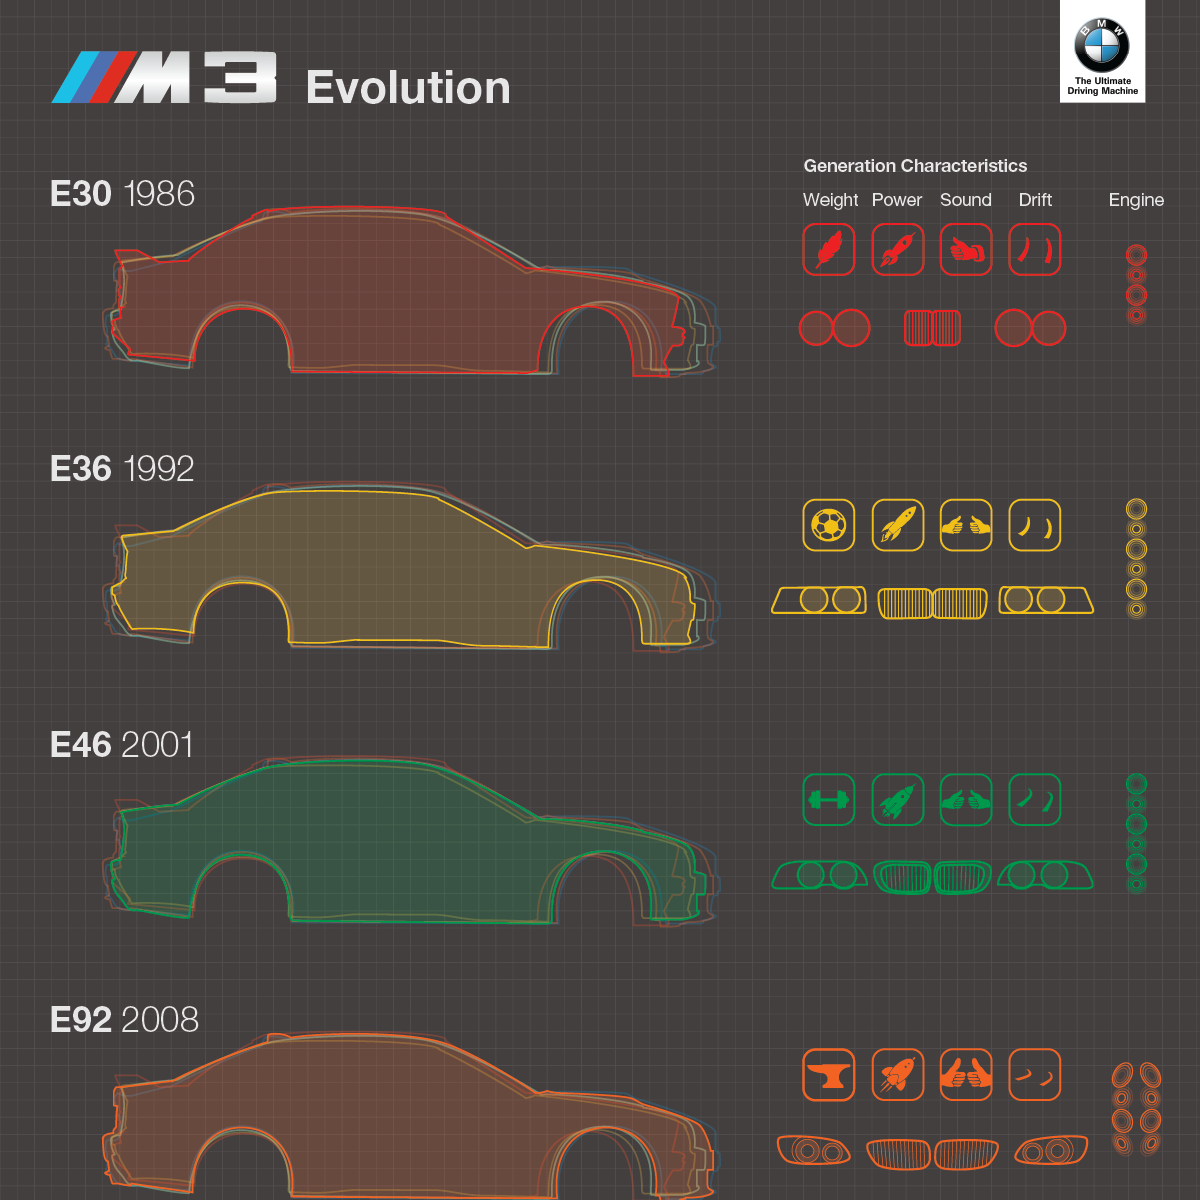 M3 Evolution
BMW
The Ultimate
Driving Machine
E30 1986
Generation Characteristics
Weight Power Sound Drift Engine
E36 1992
E46 2001
E92 2008